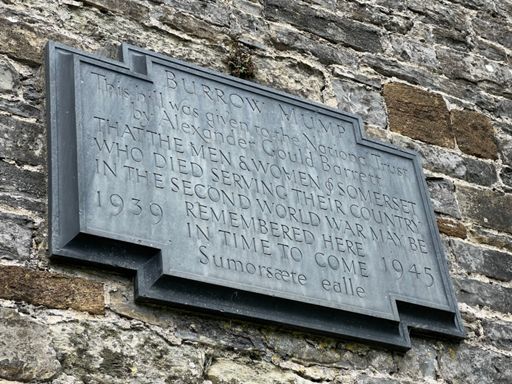 BURROW MUMP
This hill was given to the National Trust
by Alexander Gould Barrett
THAT THE MEN & WOMEN of SOMERSET
WHO DIED SERVING THEIR COUNTRY
IN THE SECOND WORLD WAR MAY BE
1939 REMEMBERED HERE 1945
IN TIME TO COME
Sumorsæte ealle